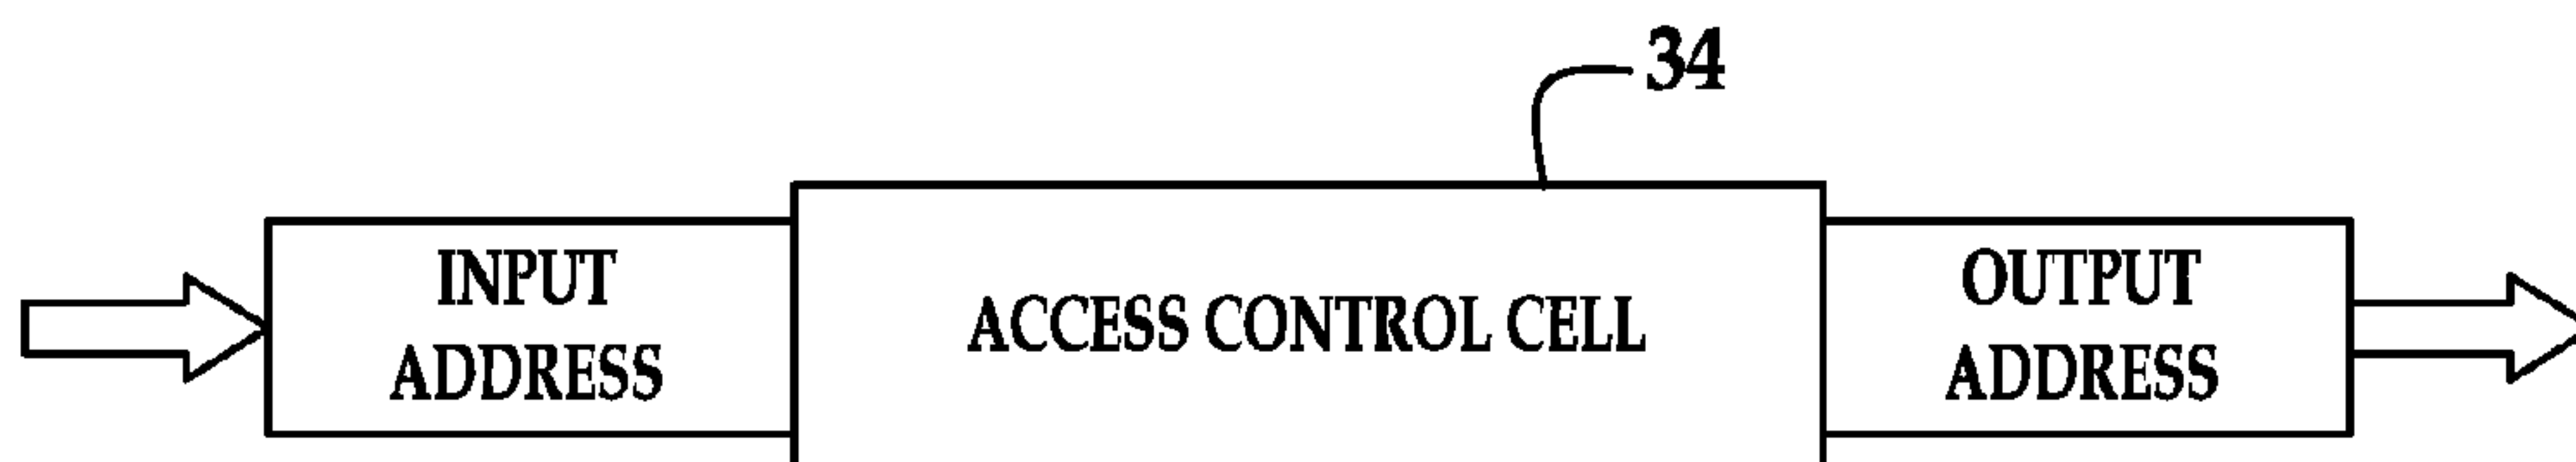 34
INPUT
ADDRESS
ACCESS CONTROL CELL
OUTPUT
ADDRESS